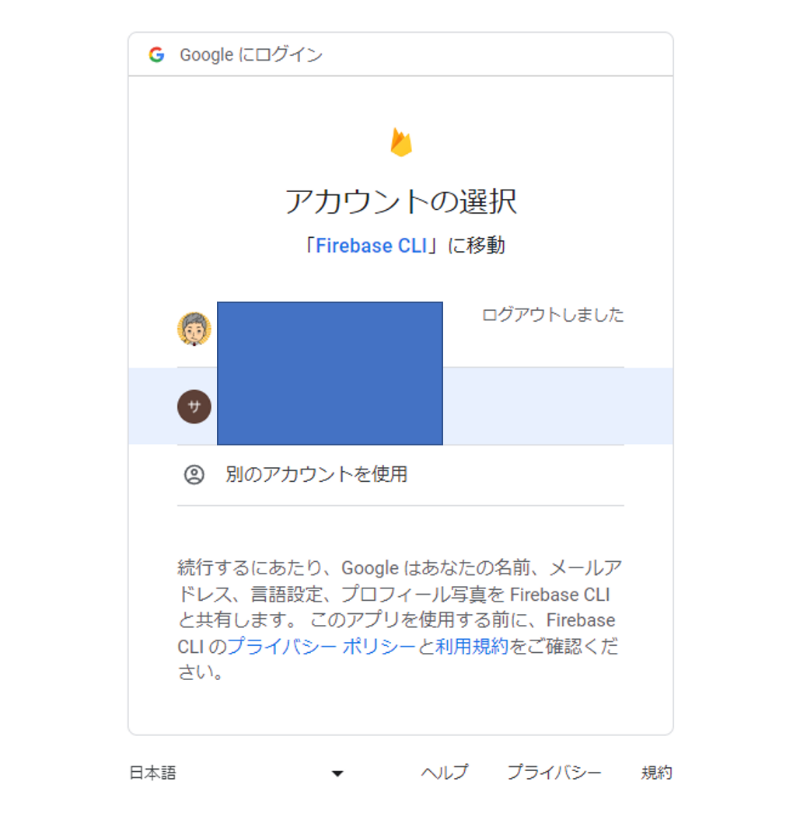 Google にログイン
アカウントの選択
「Firebase CLI」に移動
ログアウトしました
サ
別のアカウントを使用
続行するにあたり、Google はあなたの名前、メールア
ドレス、言語設定、プロフィール写真を Firebase CLI
と共有します。 このアプリを使用する前に、Firebase
CLI のプライバシー ポリシーと利用規約をご確認くだ
さい。
日本語 ヘルプ プライバシー 規約